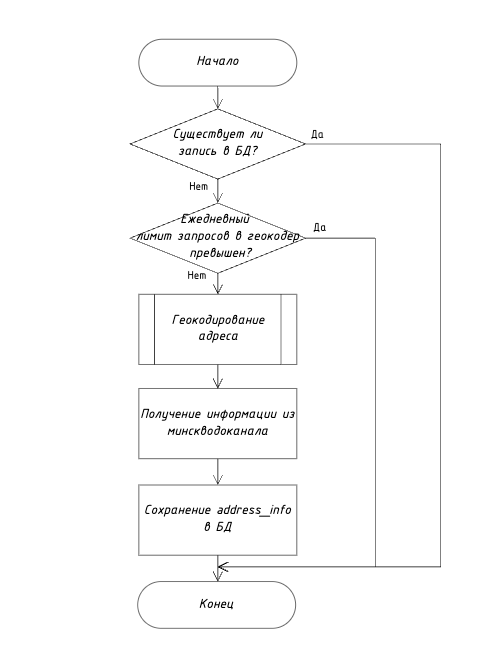 Начало
Существует ли
запись в БД?
Да
Нет
Ежедневный
лимит запросов в геокодер
превышен?
Да
Нет
Геокодирование
адреса
Получение информации из
минскводоканала
Сохранение address_info
в БД
Конец